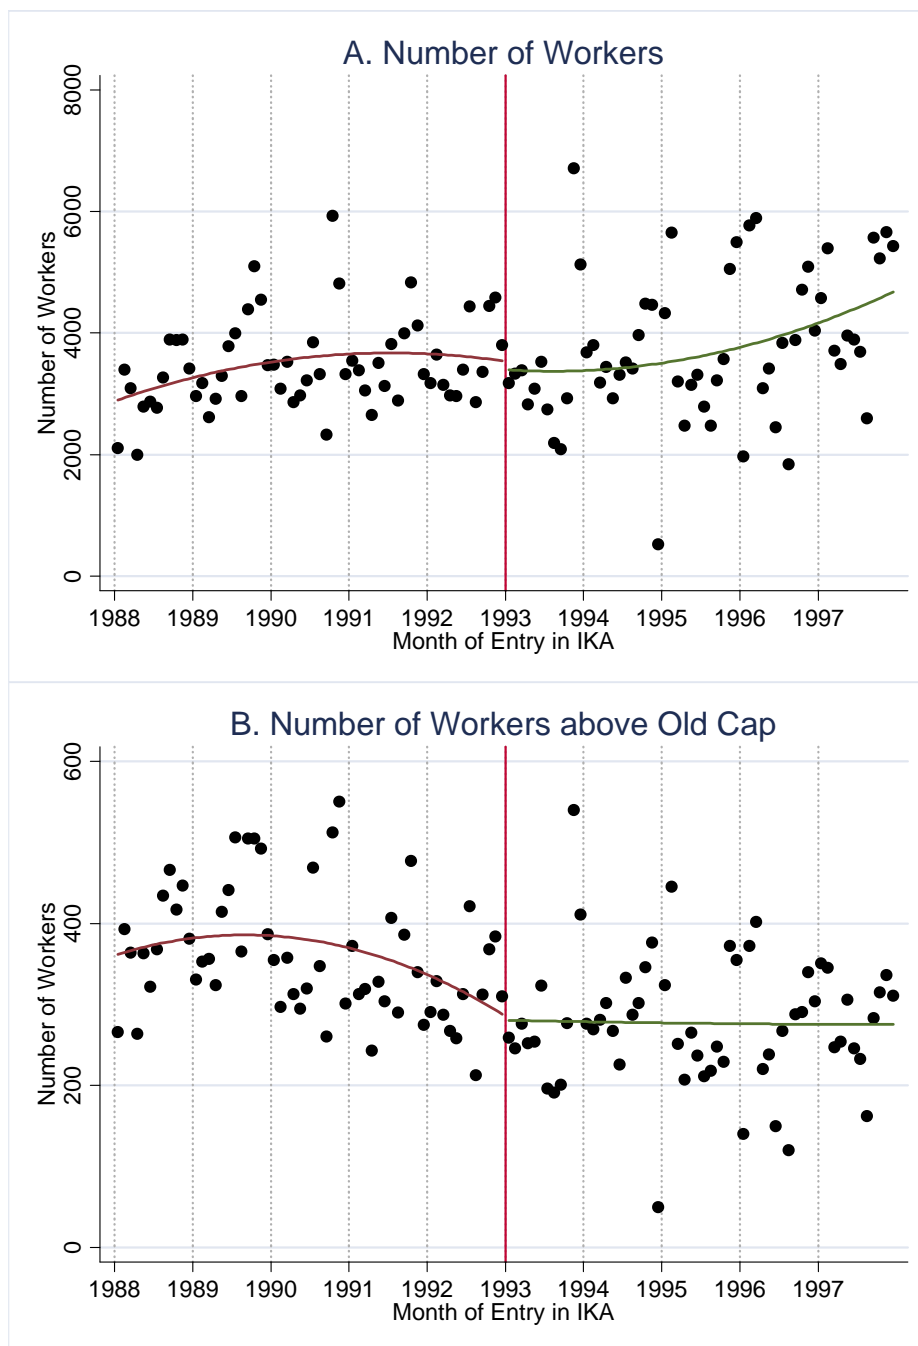 A. Number of Workers
Number of Workers
8000
6000
4000
2000
0
1988 1989 1990 1991 1992 1993 1994 1995 1996 1997
Month of Entry in IKA
B. Number of Workers above Old Cap
Number of Workers
600
400
200
0
1988 1989 1990 1991 1992 1993 1994 1995 1996 1997
Month of Entry in IKA